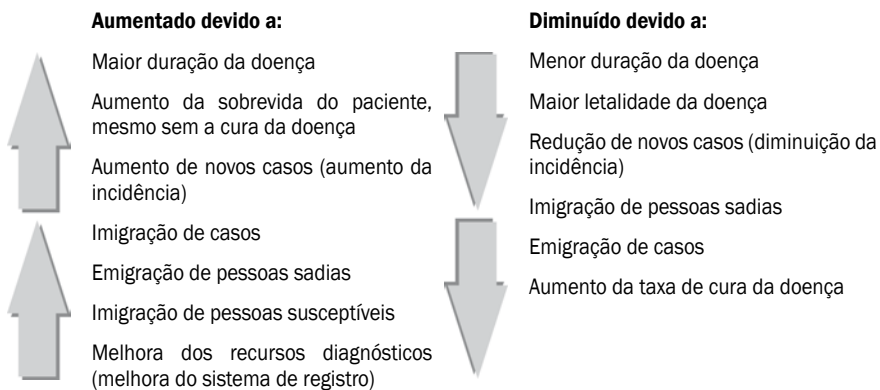 Aumentado devido a:
Maior duração da doença
Aumento da sobrevida do paciente,
mesmo sem a cura da doença
Aumento de novos casos (aumento da
incidência)
Imigração de casos
Emigração de pessoas sadias
Imigração de pessoas susceptíveis
Melhora dos recursos diagnósticos
(melhora do sistema de registro)
Diminuído devido a:
Menor duração da doença
Maior letalidade da doença
Redução de novos casos (diminuição da
incidência)
Imigração de pessoas sadias
Emigração de casos
Aumento da taxa de cura da doença